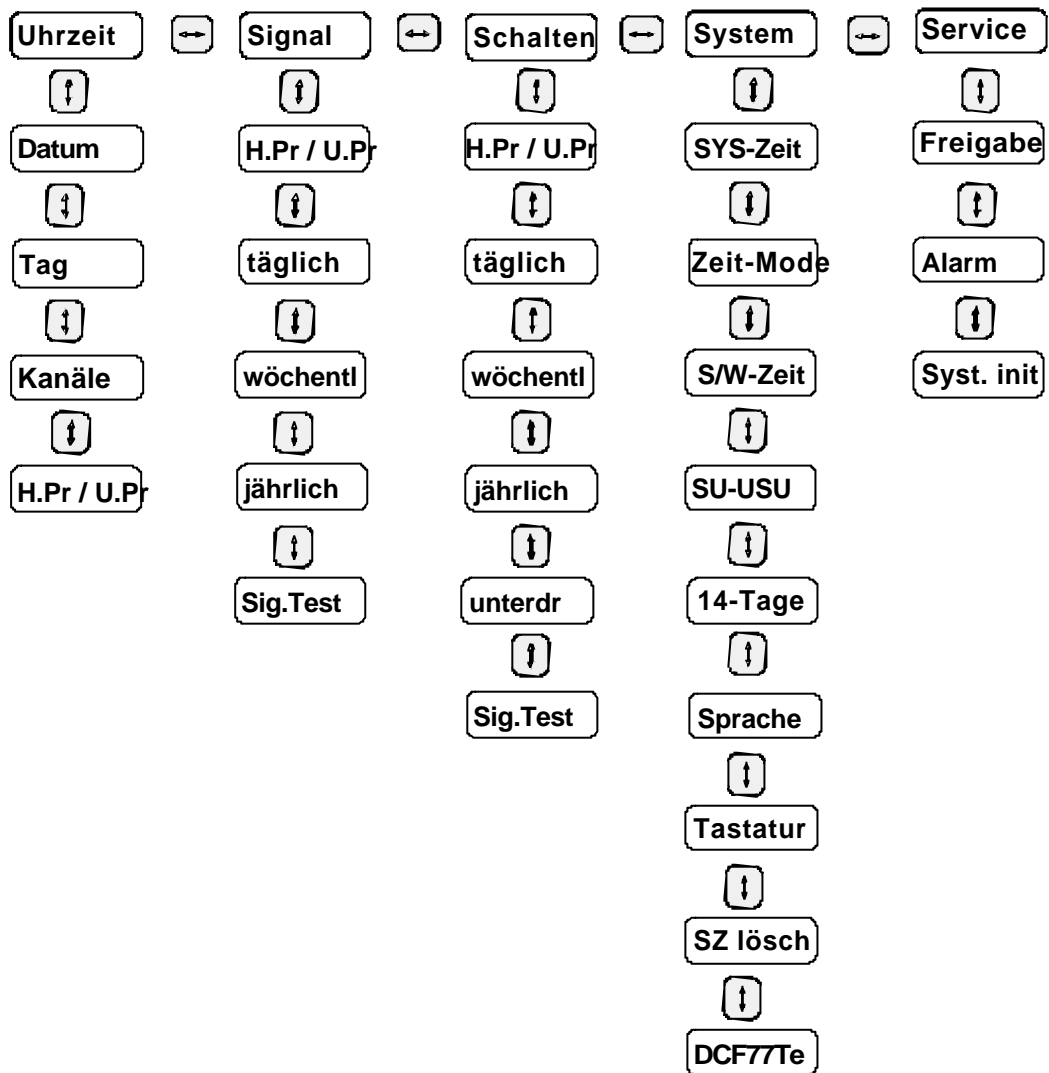 Uhrzeit Signal Schalten System Service
Datum H.Pr / U.Pr H.Pr / U.Pr SYS-Zeit Freigabe
Tag täglich täglich Zeit-Mode Alarm
Kanäle wöchentl wöchentl S/W-Zeit Syst. init
H.Pr / U.Pr jährlich jährlich SU-USU
Sig.Test unterdr 14-Tage
Sig.Test Sprache
Tastatur
SZ lösch
DCF77Te